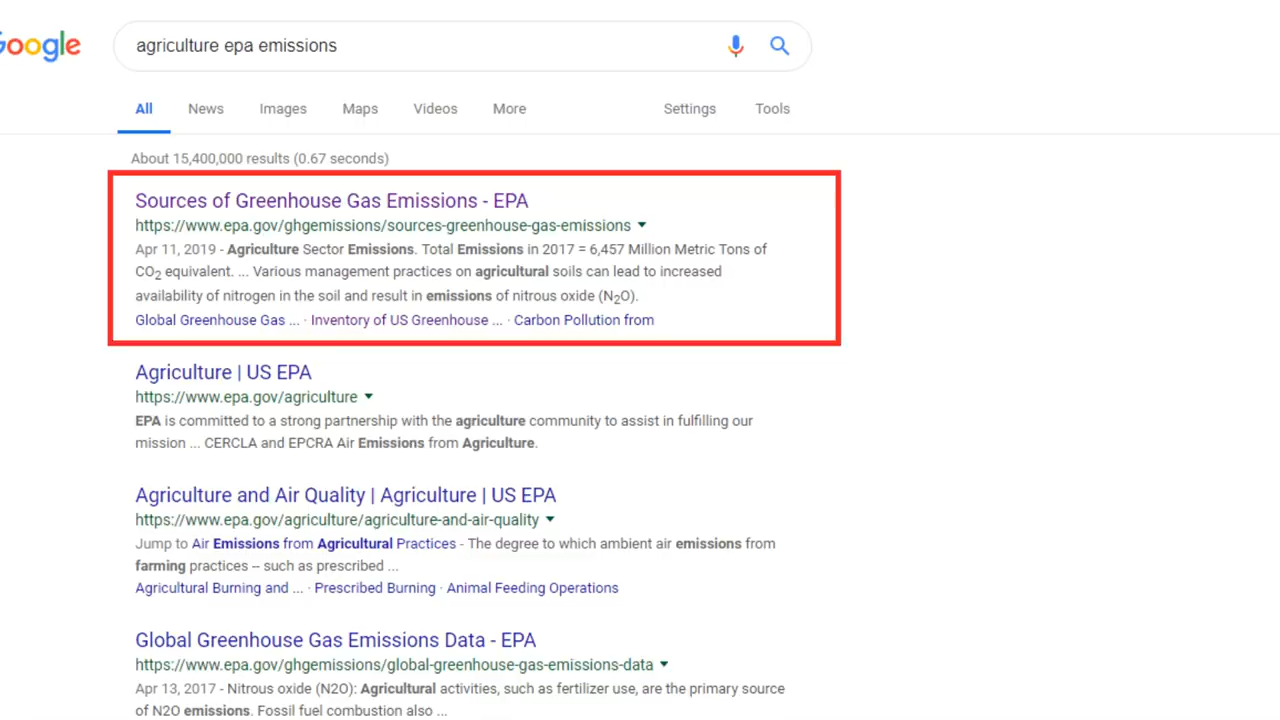 Google
agriculture epa emissions
All News Images Maps Videos More Settings Tools
About 15,400,000 results (0.67 seconds)
Sources of Greenhouse Gas Emissions - EPA
https://www.epa.gov/ghgemissions/sources-greenhouse-gas-emissions
Apr 11, 2019 - Agriculture Sector Emissions. Total Emissions in 2017 = 6,457 Million Metric Tons of
CO2 equivalent. ... Various management practices on agricultural soils can lead to increased
availability of nitrogen in the soil and result in emissions of nitrous oxide (N2O).
Global Greenhouse Gas ... · Inventory of US Greenhouse ... · Carbon Pollution from
Agriculture | US EPA
https://www.epa.gov/agriculture
EPA is committed to a strong partnership with the agriculture community to assist in fulfilling our
mission ... CERCLA and EPCRA Air Emissions from Agriculture.
Agriculture and Air Quality | Agriculture | US EPA
https://www.epa.gov/agriculture/agriculture-and-air-quality
Jump to Air Emissions from Agricultural Practices - The degree to which ambient air emissions from
farming practices -- such as prescribed ...
Agricultural Burning and ... · Prescribed Burning · Animal Feeding Operations
Global Greenhouse Gas Emissions Data - EPA
https://www.epa.gov/ghgemissions/global-greenhouse-gas-emissions-data
Apr 13, 2017 - Nitrous oxide (N2O): Agricultural activities, such as fertilizer use, are the primary source
of N2O emissions. Fossil fuel combustion also ...